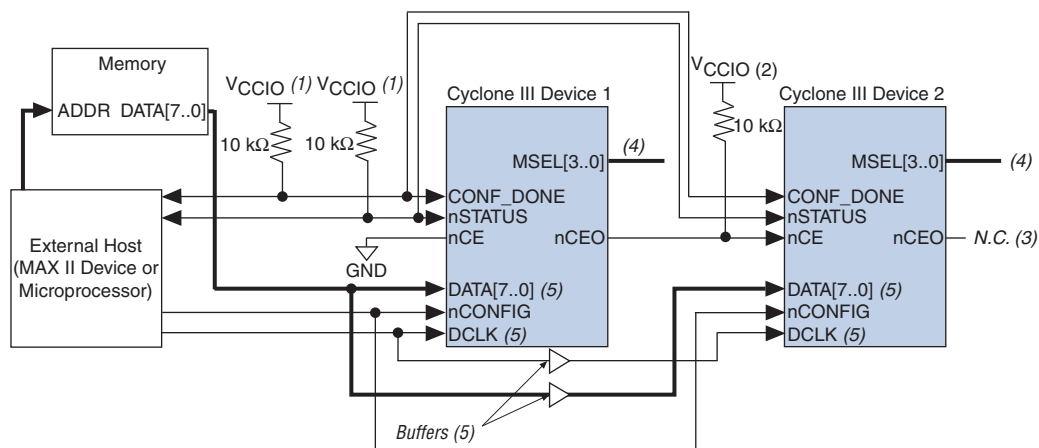 Memory
ADDR DATA[7..0]
External Host
(MAX II Device or
Microprocessor)
VCCIO (1)
10 kΩ
VCCIO (1)
10 kΩ
GND
Cyclone III Device 1
MSEL[3..0]
(4)
CONF_DONE
nSTATUS
nCE
nCEO
DATA[7..0] (5)
nCONFIG
DCLK (5)
VCCIO (2)
10 kΩ
Cyclone III Device 2
MSEL[3..0]
(4)
CONF_DONE
nSTATUS
nCE
nCEO
N.C. (3)
DATA[7..0] (5)
nCONFIG
DCLK (5)
Buffers (5)